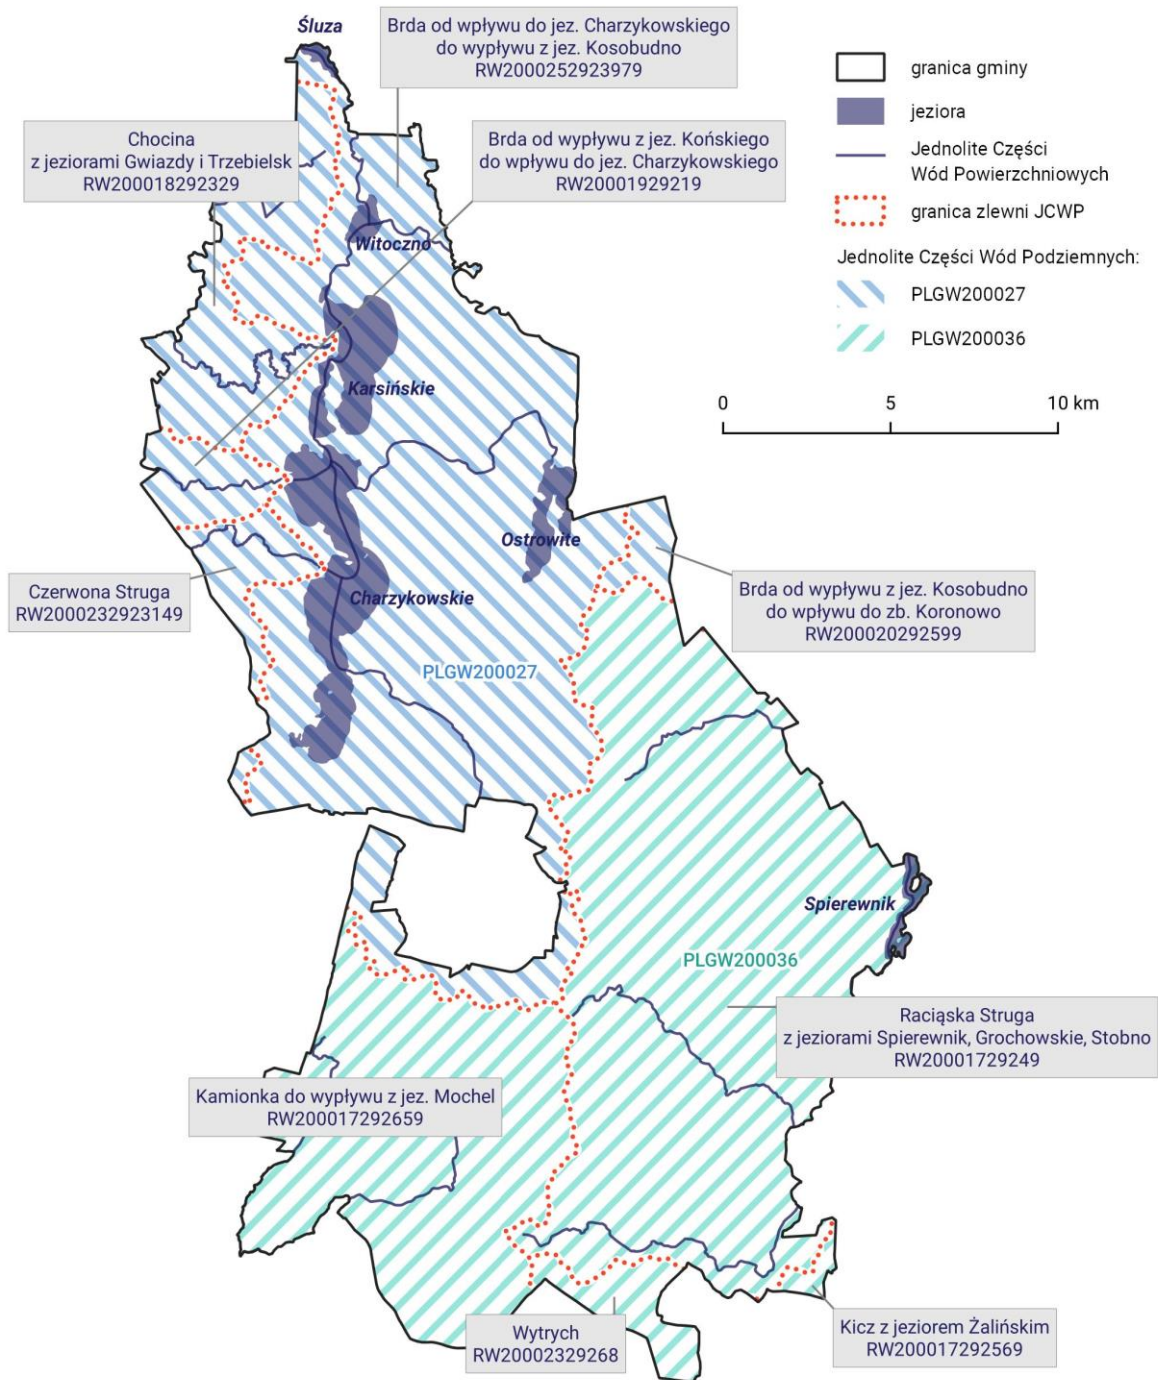 Śluza
Brda od wpływu do jez. Charzykowskiego
do wypływu z jez. Kosobudno
RW2000252923979
Chocina
z jeziorami Gwiazdy i Trzebielsk
RW200018292329
Brda od wypływu z jez. Końskiego
do wpływu do jez. Charzykowskiego
RW20001929219
granica gminy
jeziora
Jednolite Części
Wód Powierzchniowych
granica zlewni JCWP
Jednolite Części Wód Podziemnych:
PLGW200027
PLGW200036
0 5 10 km
Witoczno
Karsińskie
Ostrowite
Czerwona Struga
RW2000232923149
Charzykowskie
Brda od wypływu z jez. Kosobudno
do wpływu do zb. Koronowo
RW200020292599
PLGW200027
Spierewnik
PLGW200036
Raciąska Struga
z jeziorami Spierewnik, Grochowskie, Stobno
RW20001729249
Kamionka do wypływu z jez. Mochel
RW200017292659
Wytrych
RW20002329268
Kicz z jeziorem Żalińskim
RW200017292569